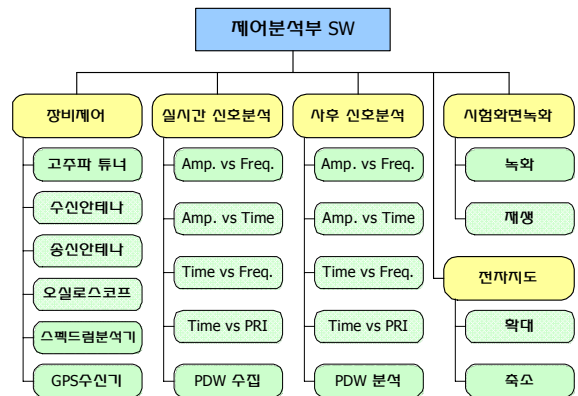 제어분석부 SW
장비제어
고주파 튜너
수신안테나
송신안테나
오실로스코프
스펙드럼분석기
GPS수신기
실시간 신호분석
Amp. vs Freq.
Amp. vs Time
Time vs Freq.
Time vs PRI
PDW 수집
사후 신호분석
Amp. vs Freq.
Amp. vs Time
Time vs Freq.
Time vs PRI
PDW 분석
시험화면녹화
녹화
재생
전자지도
확대
축소